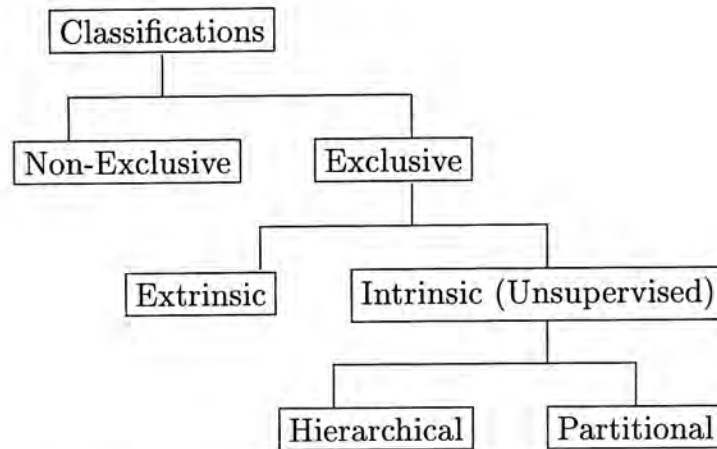 Classifications
Non-Exclusive
Exclusive
Extrinsic
Intrinsic (Unsupervised)
Hierarchical
Partitional